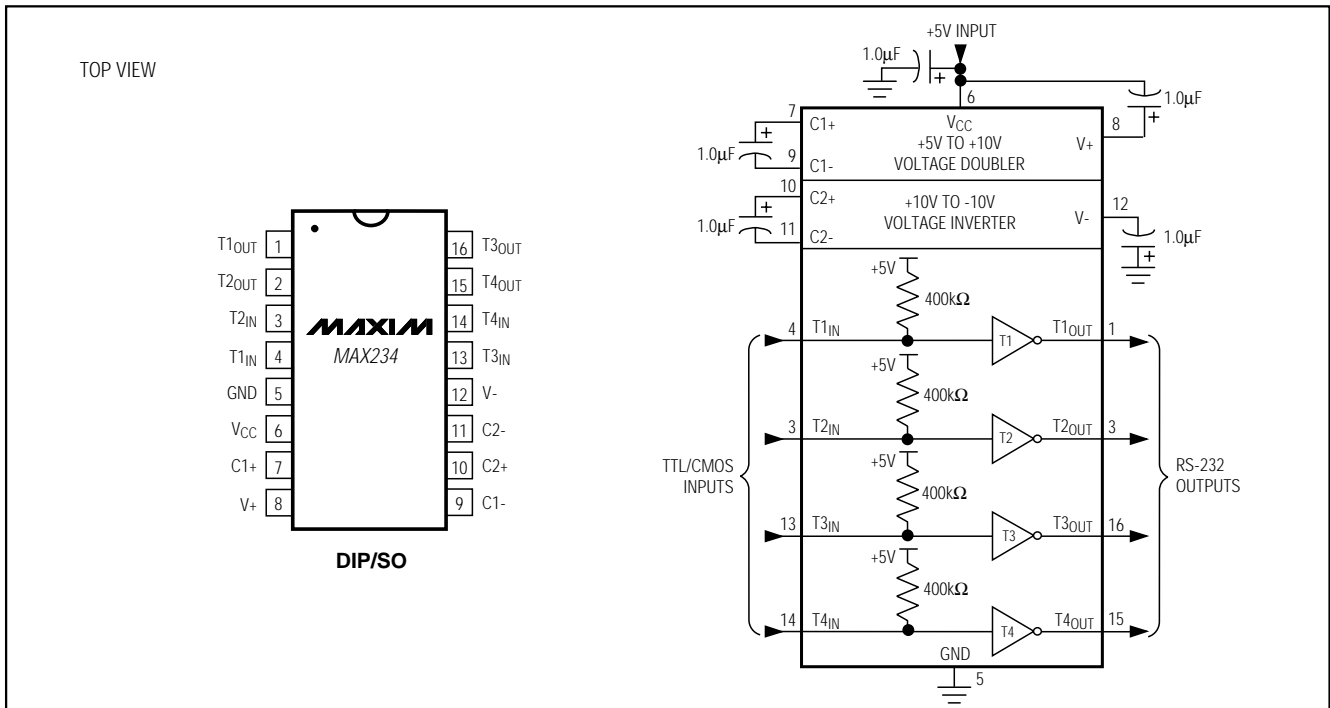 TOP VIEW
T1OUT 1
T2OUT 2
T2IN 3
T1IN 4
GND 5
VCC 6
C1+ 7
V+ 8
16 T3OUT
15 T4OUT
14 T4IN
13 T3IN
12 V-
11 C2-
10 C2+
9 C1-
MAXIM
MAX234
DIP/SO
+5V INPUT
1.0µF
+
6
1.0µF
+
7
C1+
VCC
+5V TO +10V
VOLTAGE DOUBLER
V+
8
1.0µF
+
9
C1-
10
C2+
+10V TO -10V
VOLTAGE INVERTER
V-
12
1.0µF
+
11
C2-
1.0µF
+
+5V
400kΩ
4 T1IN
T1
T1OUT 1
+5V
400kΩ
3 T2IN
T2
T2OUT 3
+5V
400kΩ
TTL/CMOS
INPUTS
RS-232
OUTPUTS
13 T3IN
T3
T3OUT 16
+5V
400kΩ
14 T4IN
T4
T4OUT 15
GND
5